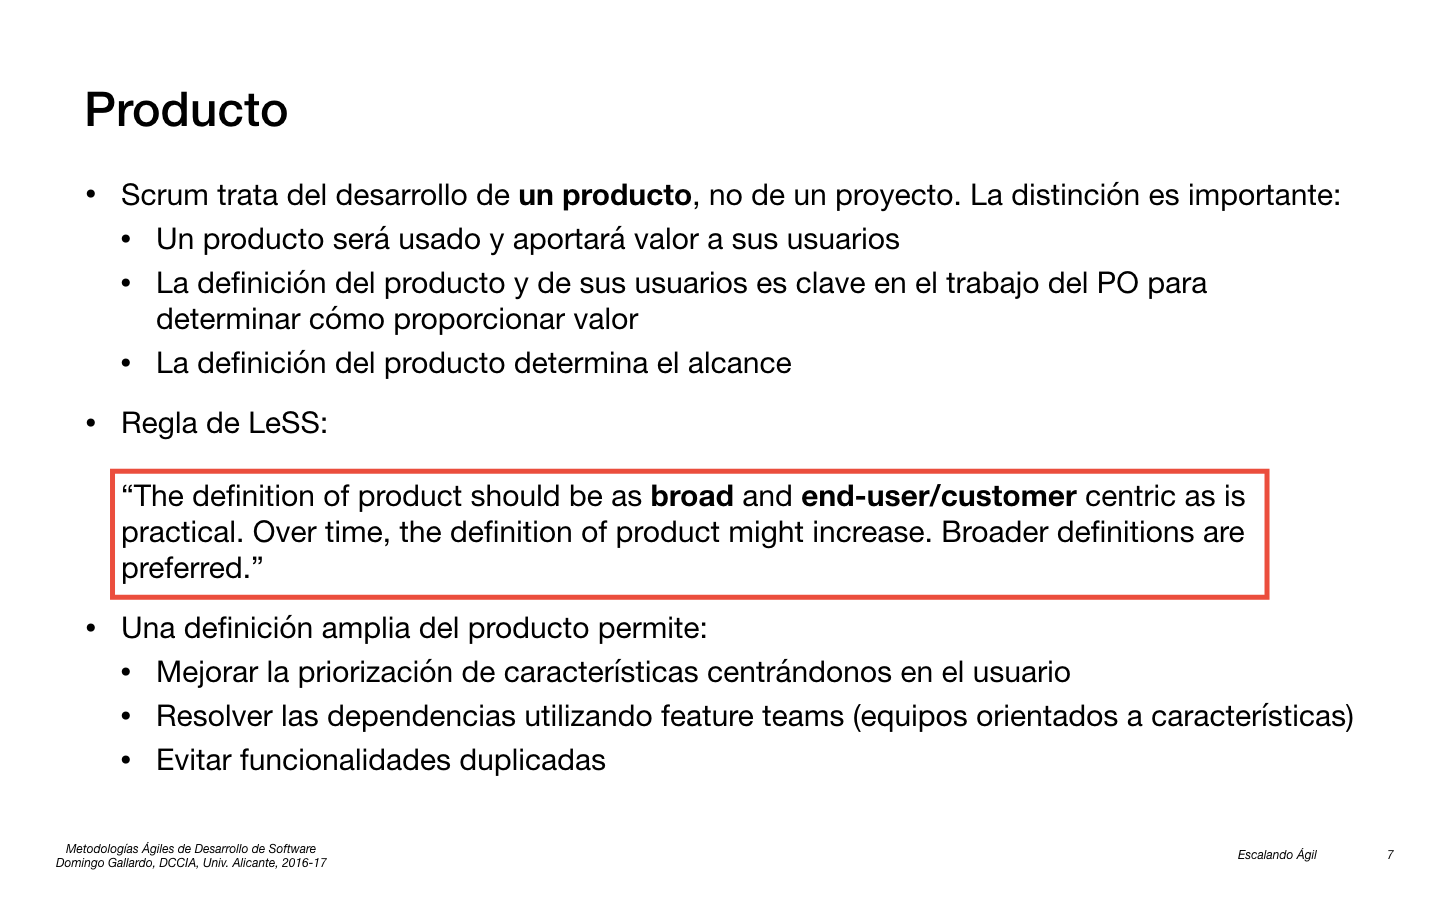 Producto
• Scrum trata del desarrollo de un producto, no de un proyecto. La distinción es importante:
• Un producto será usado y aportará valor a sus usuarios
• La definición del producto y de sus usuarios es clave en el trabajo del PO para
determinar cómo proporcionar valor
• La definición del producto determina el alcance
• Regla de LeSS:
“The definition of product should be as broad and end-user/customer centric as is
practical. Over time, the definition of product might increase. Broader definitions are
preferred.”
• Una definición amplia del producto permite:
• Mejorar la priorización de características centrándonos en el usuario
• Resolver las dependencias utilizando feature teams (equipos orientados a características)
• Evitar funcionalidades duplicadas
Metodologías Ágiles de Desarrollo de Software
Domingo Gallardo, DCCIA, Univ. Alicante, 2016-17
Escalando Ágil 7